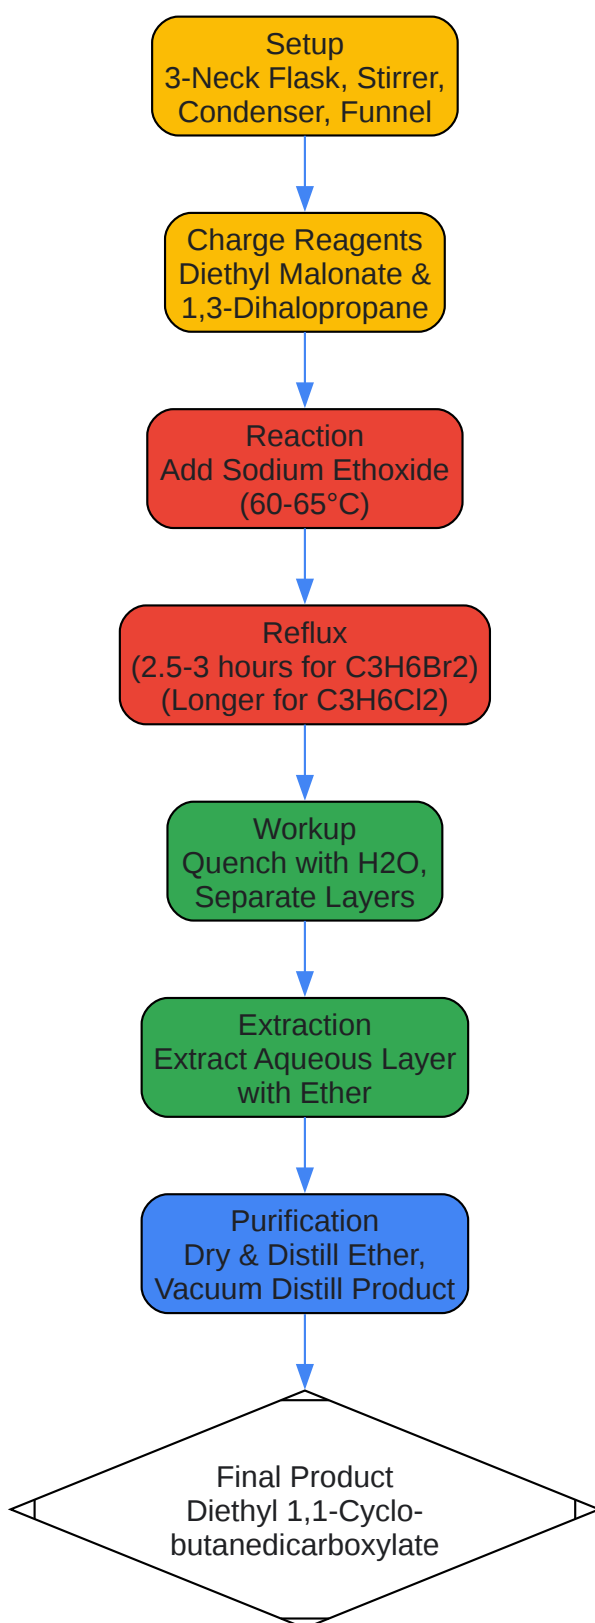 Setup
3-Neck Flask, Stirrer,
Condenser, Funnel
Charge Reagents
Diethyl Malonate &
1,3-Dihalopropane
Reaction
Add Sodium Ethoxide
(60-65°C)
Reflux
(2.5-3 hours for C3H6Br2)
(Longer for C3H6Cl2)
Workup
Quench with H2O,
Separate Layers
Extraction
Extract Aqueous Layer
with Ether
Purification
Dry & Distill Ether,
Vacuum Distill Product
Final Product
Diethyl 1,1-Cyclo-
butanedicarboxylate